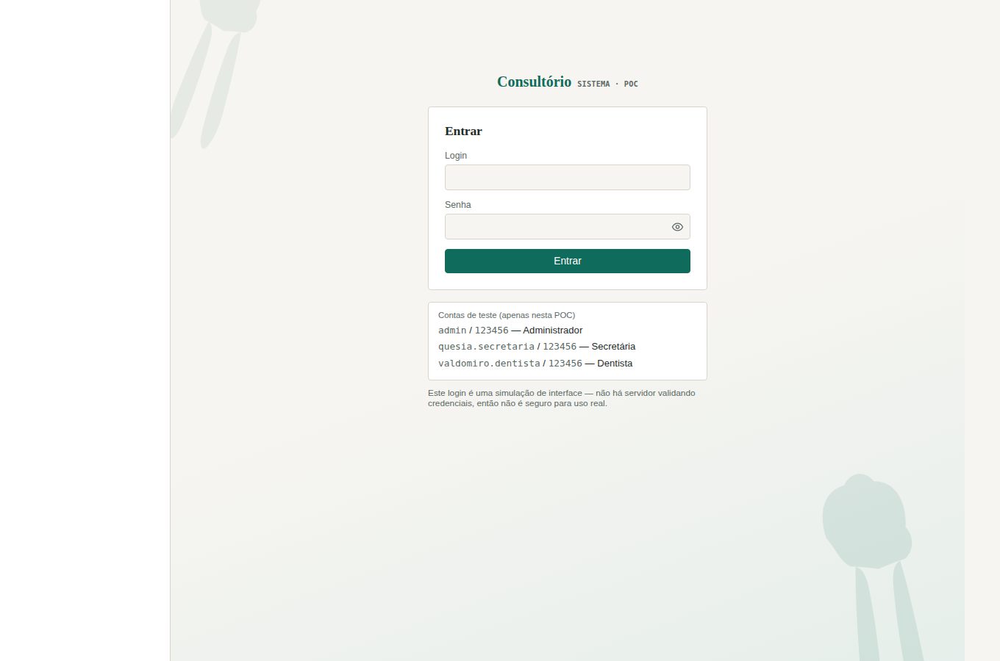 Consultório SISTEMA · POC
Entrar
Login
Senha
Entrar
Contas de teste (apenas nesta POC)
admin / 123456 — Administrador
quesia.secretaria / 123456 — Secretária
valdomiro.dentista / 123456 — Dentista
Este login é uma simulação de interface — não há servidor validando
credenciais, então não é seguro para uso real.